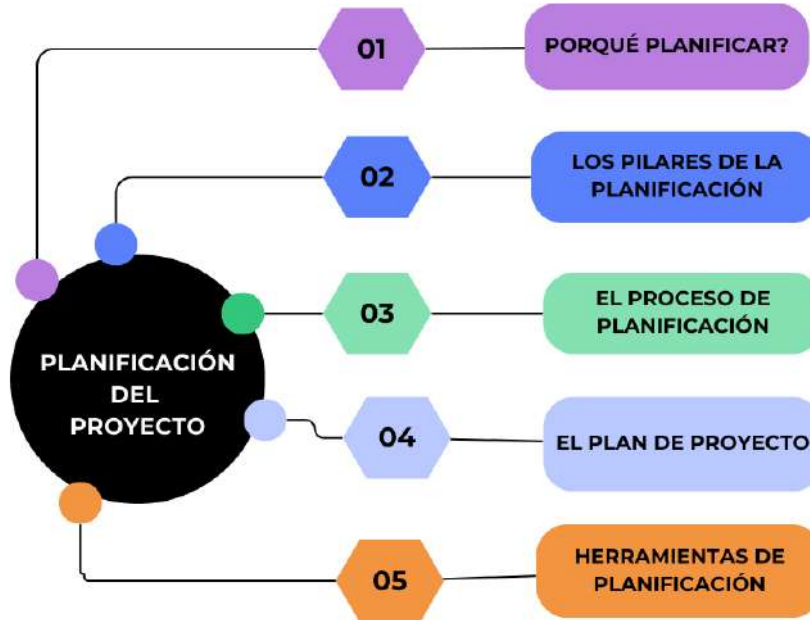 01
PORQUÉ PLANIFICAR?
02
LOS PILARES DE LA
PLANIFICACIÓN
03
EL PROCESO DE
PLANIFICACIÓN
PLANIFICACIÓN
DEL
PROYECTO
04
EL PLAN DE PROYECTO
05
HERRAMIENTAS DE
PLANIFICACIÓN